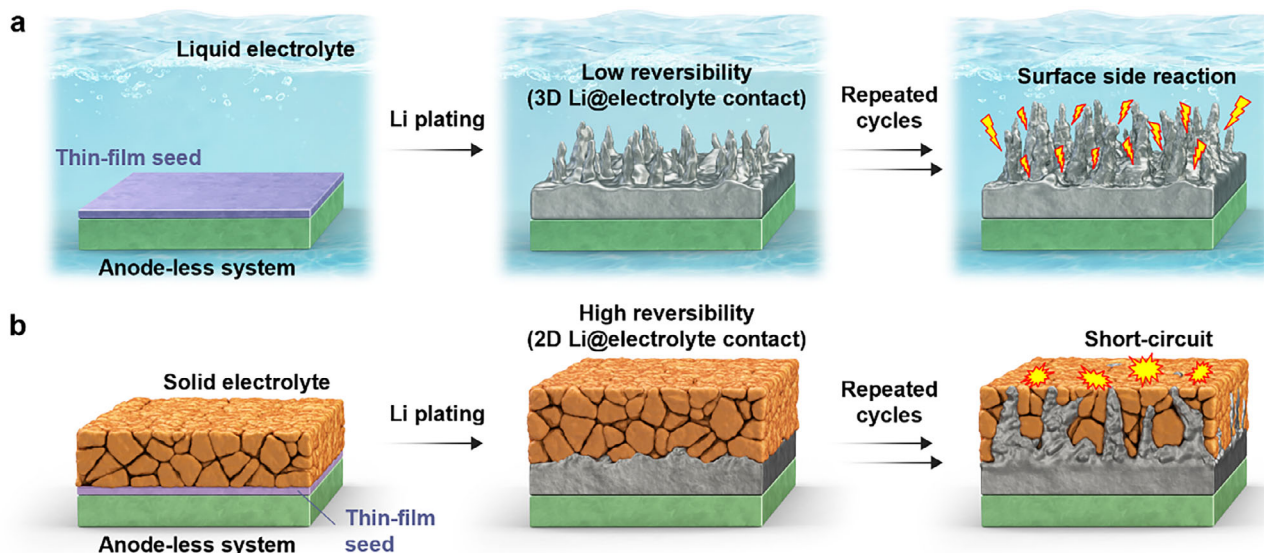 a
Liquid electrolyte
Thin-film seed
Anode-less system
Li plating
Low reversibility
(3D Li@electrolyte contact)
Repeated
cycles
Surface side reaction
b
Solid electrolyte
Thin-film
seed
Anode-less system
Li plating
High reversibility
(2D Li@electrolyte contact)
Repeated
cycles
Short-circuit